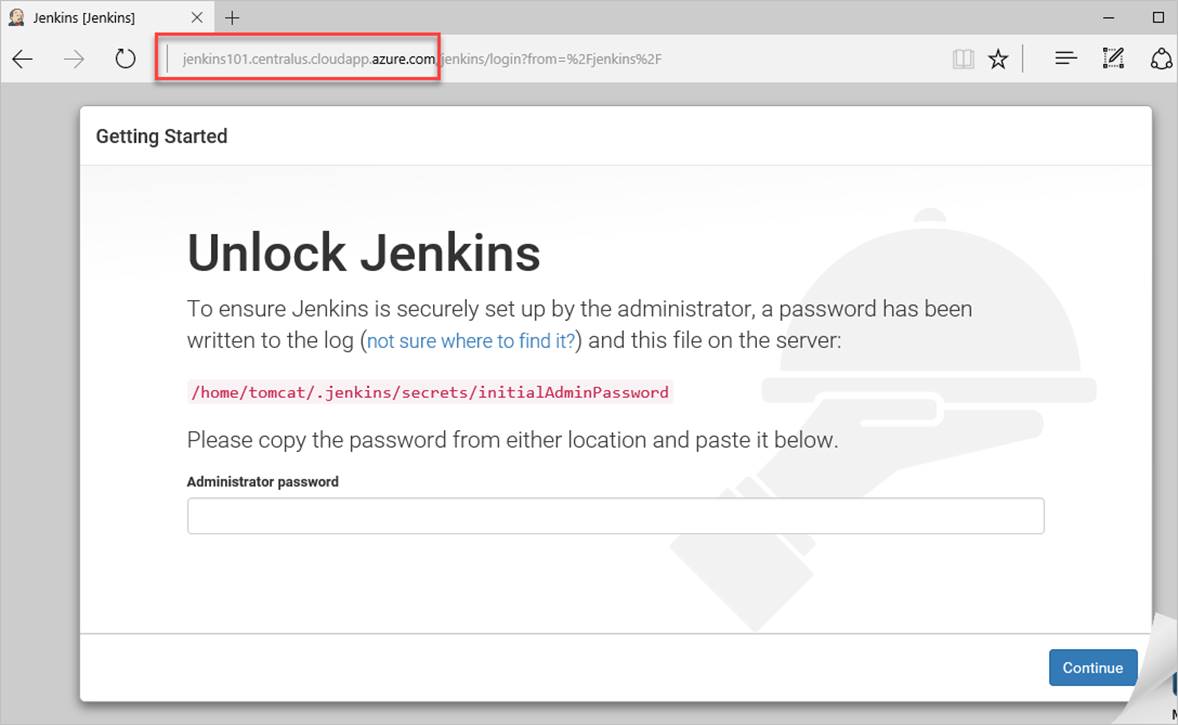 Jenkins [Jenkins]
jenkins101.centralus.cloudapp.azure.com/jenkins/login?from=%2Fjenkins%2F
Getting Started
Unlock Jenkins
To ensure Jenkins is securely set up by the administrator, a password has been
written to the log (not sure where to find it?) and this file on the server:
/home/tomcat/.jenkins/secrets/initialAdminPassword
Please copy the password from either location and paste it below.
Administrator password
Continue